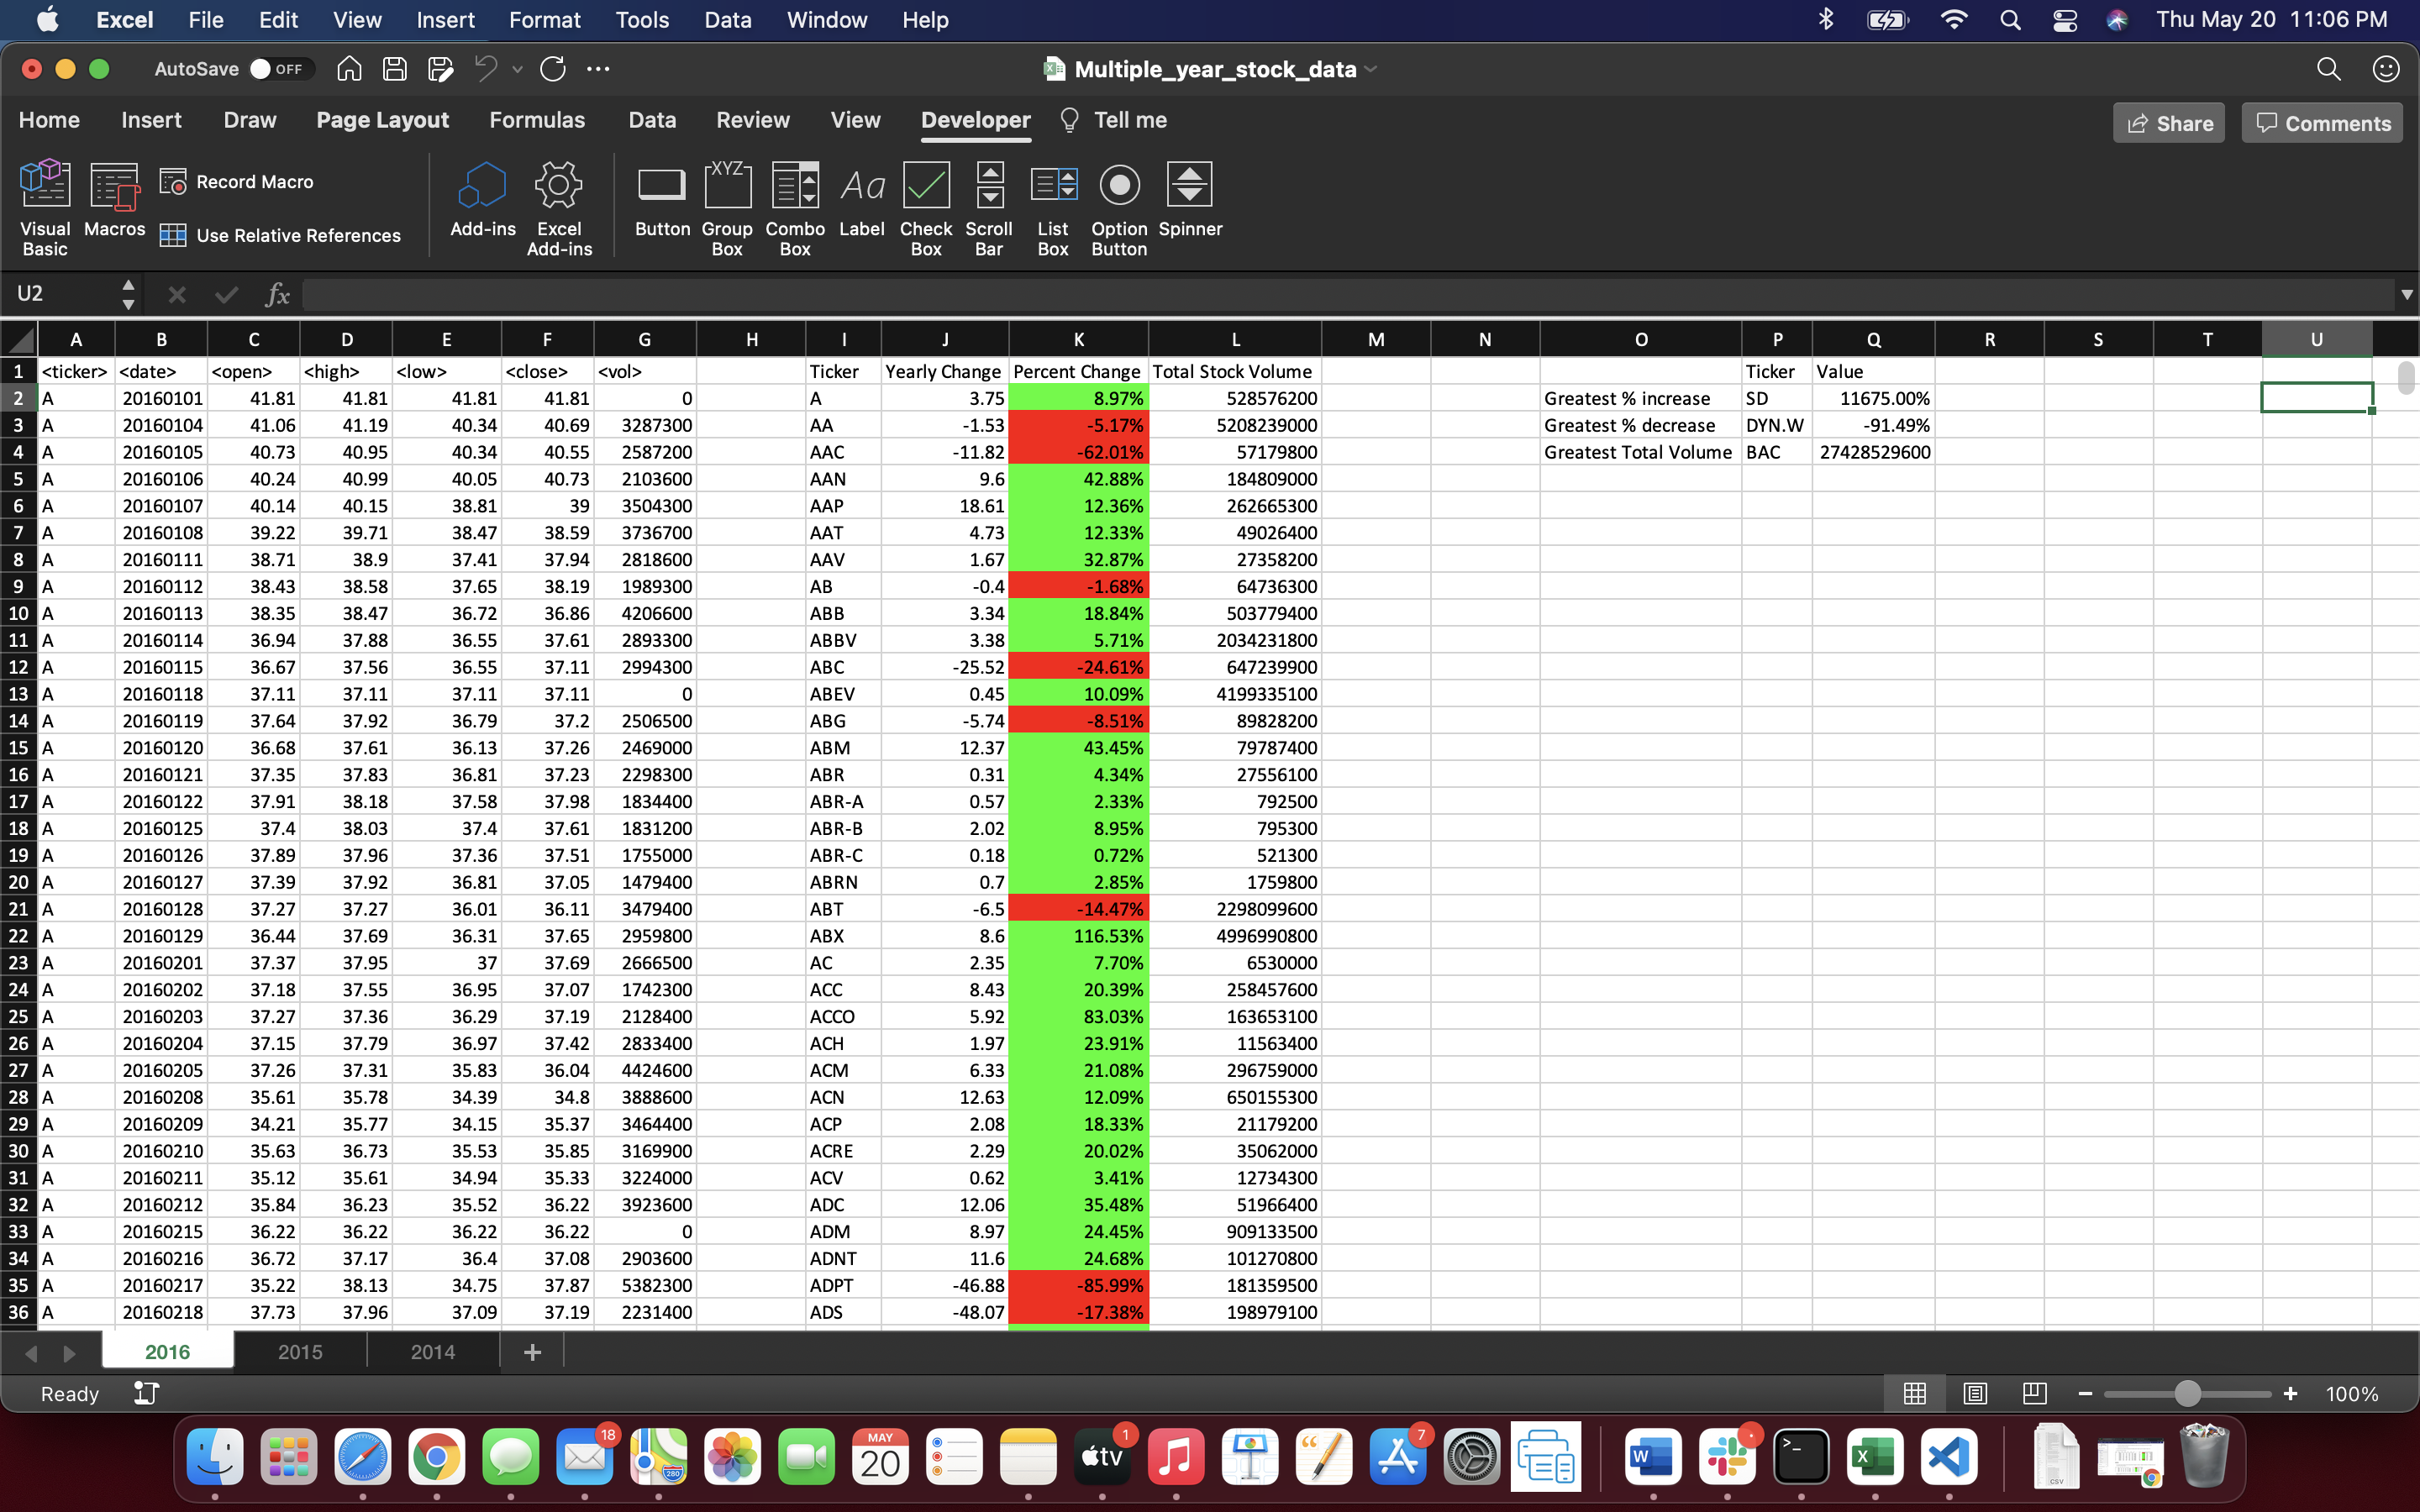 Excel File Edit View Insert Format Tools Data Window Help Thu May 20 11:06 PM
AutoSave OFF Multiple_year_stock_data
Home Insert Draw Page Layout Formulas Data Review View Developer Tell me Share Comments
Visual Basic Macros Record Macro Use Relative References Add-ins Excel Add-ins Button XYZ Group Box Combo Box Aa Label Check Box Scroll Bar List Box Option Button Spinner
U2 fx
A B C D E F G H I J K L M N O P Q R S T U
1 <ticker> <date> <open> <high> <low> <close> <vol> Ticker Yearly Change Percent Change Total Stock Volume Ticker Value
2 A 20160101 41.81 41.81 41.81 41.81 0 A 3.75 8.97% 528576200 Greatest % increase SD 11675.00%
3 A 20160104 41.06 41.19 40.34 40.69 3287300 AA -1.53 -5.17% 5208239000 Greatest % decrease DYN.W -91.49%
4 A 20160105 40.73 40.95 40.34 40.55 2587200 AAC -11.82 -62.01% 57179800 Greatest Total Volume BAC 27428529600
5 A 20160106 40.24 40.99 40.05 40.73 2103600 AAN 9.6 42.88% 184809000
6 A 20160107 40.14 40.15 38.81 39 3504300 AAP 18.61 12.36% 262665300
7 A 20160108 39.22 39.71 38.47 38.59 3736700 AAT 4.73 12.33% 49026400
8 A 20160111 38.71 38.9 37.41 37.94 2818600 AAV 1.67 32.87% 27358200
9 A 20160112 38.43 38.58 37.65 38.19 1989300 AB -0.4 -1.68% 64736300
10 A 20160113 38.35 38.47 36.72 36.86 4206600 ABB 3.34 18.84% 503779400
11 A 20160114 36.94 37.88 36.55 37.61 2893300 ABBV 3.38 5.71% 2034231800
12 A 20160115 36.67 37.56 36.55 37.11 2994300 ABC -25.52 -24.61% 647239900
13 A 20160118 37.11 37.11 37.11 37.11 0 ABEV 0.45 10.09% 4199335100
14 A 20160119 37.64 37.92 36.79 37.2 2506500 ABG -5.74 -8.51% 89828200
15 A 20160120 36.68 37.61 36.13 37.26 2469000 ABM 12.37 43.45% 79787400
16 A 20160121 37.35 37.83 36.81 37.23 2298300 ABR 0.31 4.34% 27556100
17 A 20160122 37.91 38.18 37.58 37.98 1834400 ABR-A 0.57 2.33% 792500
18 A 20160125 37.4 38.03 37.4 37.61 1831200 ABR-B 2.02 8.95% 795300
19 A 20160126 37.89 37.96 37.36 37.51 1755000 ABR-C 0.18 0.72% 521300
20 A 20160127 37.39 37.92 36.81 37.05 1479400 ABRN 0.7 2.85% 1759800
21 A 20160128 37.27 37.27 36.01 36.11 3479400 ABT -6.5 -14.47% 2298099600
22 A 20160129 36.44 37.69 36.31 37.65 2959800 ABX 8.6 116.53% 4996990800
23 A 20160201 37.37 37.95 37 37.69 2666500 AC 2.35 7.70% 6530000
24 A 20160202 37.18 37.55 36.95 37.07 1742300 ACC 8.43 20.39% 258457600
25 A 20160203 37.27 37.36 36.29 37.19 2128400 ACCO 5.92 83.03% 163653100
26 A 20160204 37.15 37.79 36.97 37.42 2833400 ACH 1.97 23.91% 11563400
27 A 20160205 37.26 37.31 35.83 36.04 4424600 ACM 6.33 21.08% 296759000
28 A 20160208 35.61 35.78 34.39 34.8 3888600 ACN 12.63 12.09% 650155300
29 A 20160209 34.21 35.77 34.15 35.37 3464400 ACP 2.08 18.33% 21179200
30 A 20160210 35.63 36.73 35.53 35.85 3169900 ACRE 2.29 20.02% 35062000
31 A 20160211 35.12 35.61 34.94 35.33 3224000 ACV 0.62 3.41% 12734300
32 A 20160212 35.84 36.23 35.52 36.22 3923600 ADC 12.06 35.48% 51966400
33 A 20160215 36.22 36.22 36.22 36.22 0 ADM 8.97 24.45% 909133500
34 A 20160216 36.72 37.17 36.4 37.08 2903600 ADNT 11.6 24.68% 101270800
35 A 20160217 35.22 38.13 34.75 37.87 5382300 ADPT -46.88 -85.99% 181359500
36 A 20160218 37.73 37.96 37.09 37.19 2231400 ADS -48.07 -17.38% 198979100
2016 2015 2014 +
Ready 100%
18 MAY 20 280 1 tv 7 W >_ X CSV